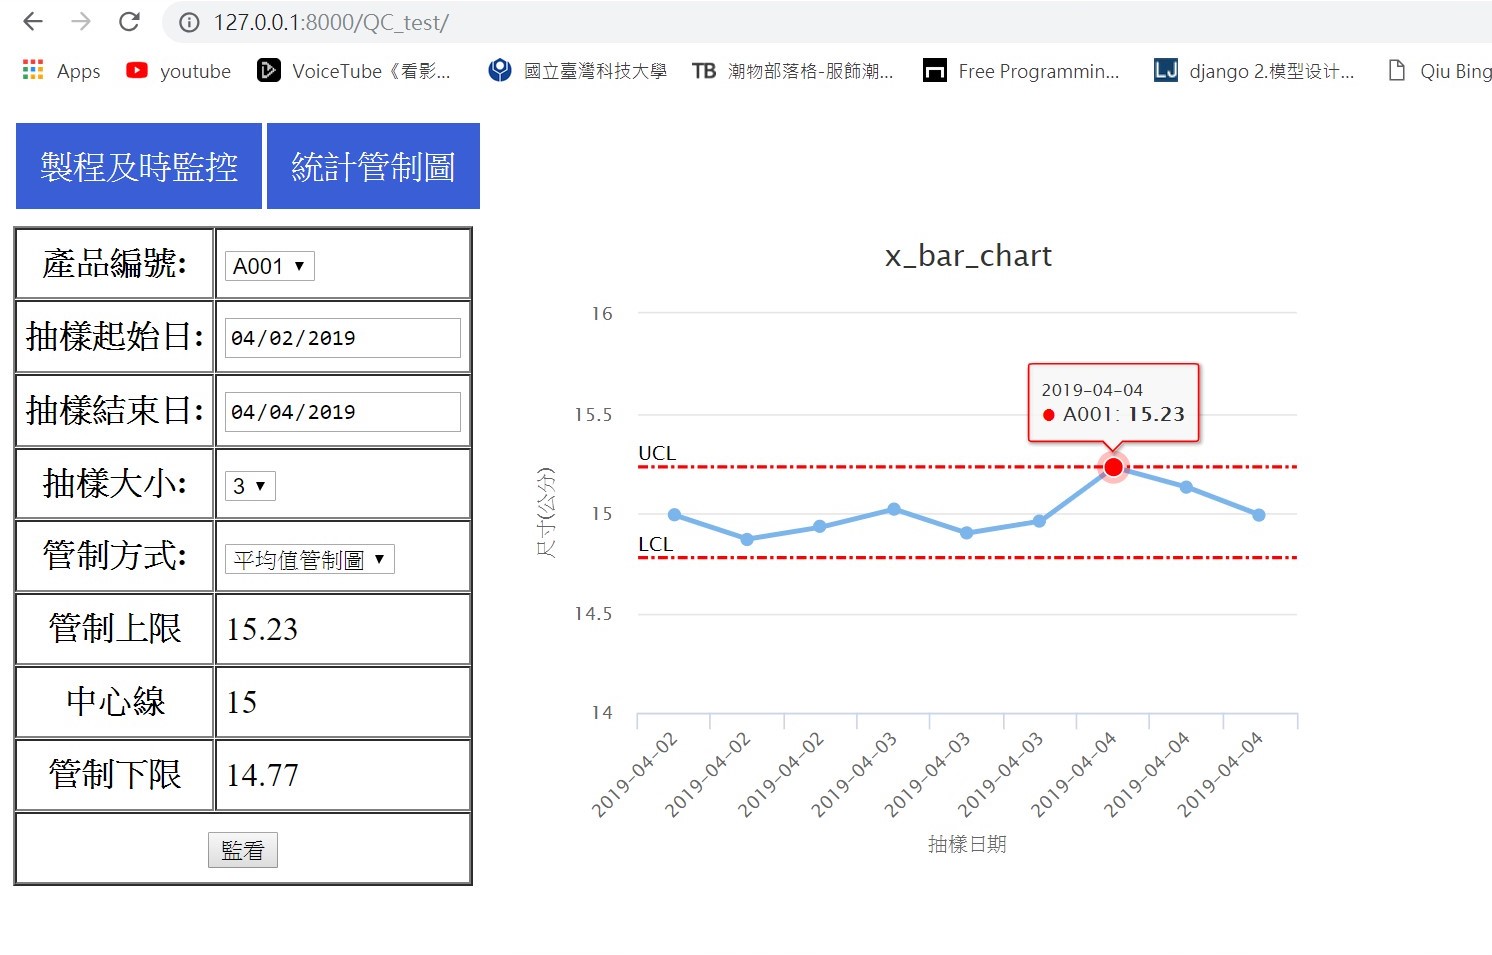 127.0.0.1:8000/QC_test/
Apps youtube VoiceTube《看影... 國立臺灣科技大學 TB 潮物部落格-服飾潮... Free Programmin... LJ django 2.模型设计... Qiu Bing
製程及時監控 統計管制圖
產品編號: A001
抽樣起始日: 04/02/2019
抽樣結束日: 04/04/2019
抽樣大小: 3
管制方式: 平均值管制圖
管制上限 15.23
中心線 15
管制下限 14.77
監看
x_bar_chart
16
15.5
15
14.5
14
尺寸(公分)
2019-04-04
A001: 15.23
UCL
LCL
2019-04-02 2019-04-02 2019-04-02 2019-04-03 2019-04-03 2019-04-03 2019-04-04 2019-04-04 2019-04-04
抽樣日期